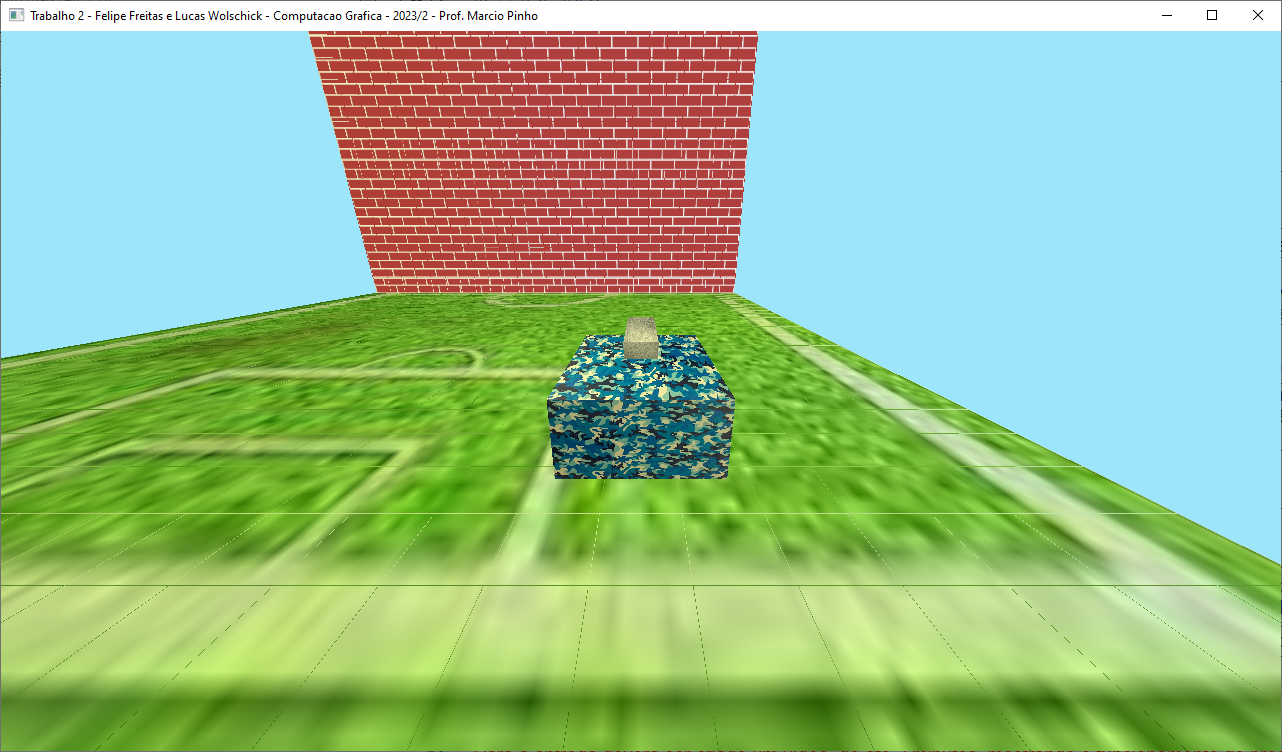 Trabalho 2 - Felipe Freitas e Lucas Wolschick - Computacao Grafica - 2023/2 - Prof. Marcio Pinho